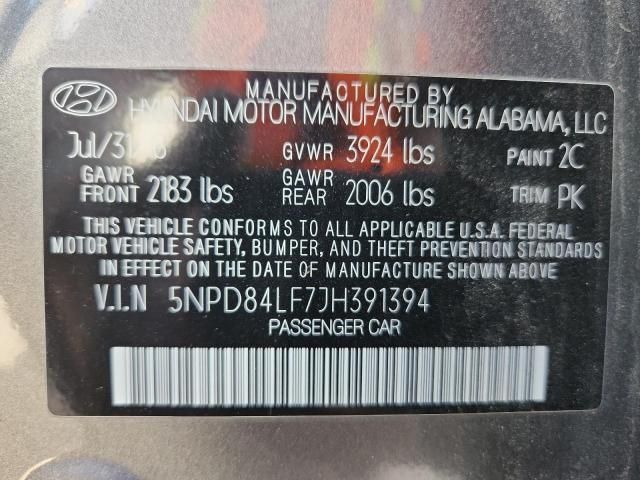 MANUFACTURED BY
HYUNDAI MOTOR MANUFACTURING ALABAMA, LLC
GVWR 3924 lbs PAINT 2C
GAWR FRONT 2183 lbs GAWR REAR 2006 lbs TRIM PK
THIS VEHICLE CONFORMS TO ALL APPLICABLE U.S.A. FEDERAL
MOTOR VEHICLE SAFETY, BUMPER, AND THEFT PREVENTION STANDARDS
IN EFFECT ON THE DATE OF MANUFACTURE SHOWN ABOVE
V.I.N 5NPD84LF7JH391394
PASSENGER CAR